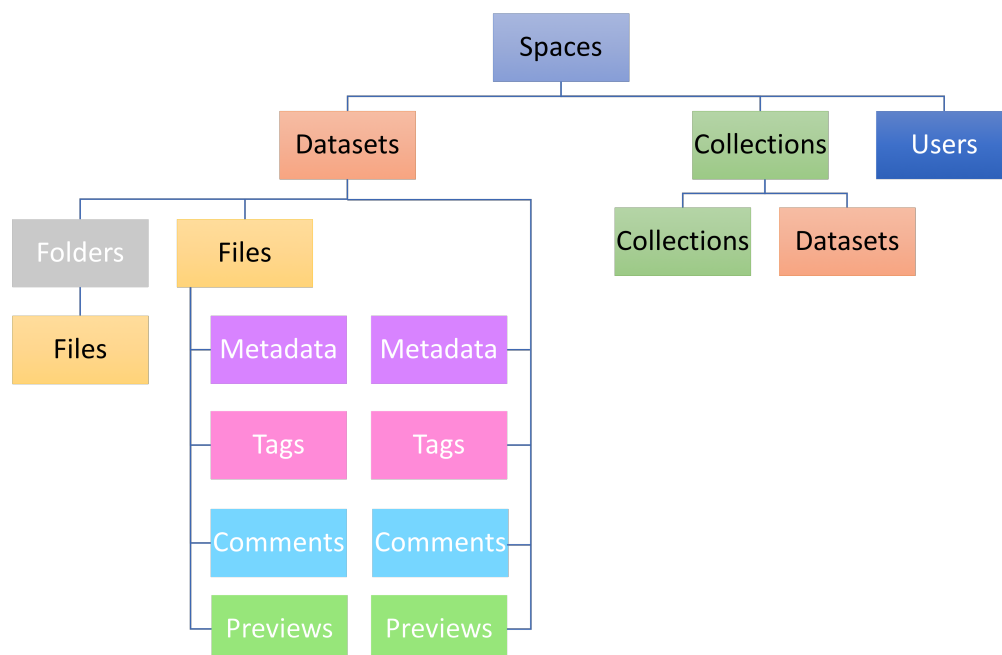 Spaces
Datasets
Collections
Users
Folders
Files
Collections
Datasets
Files
Metadata
Metadata
Tags
Tags
Comments
Comments
Previews
Previews